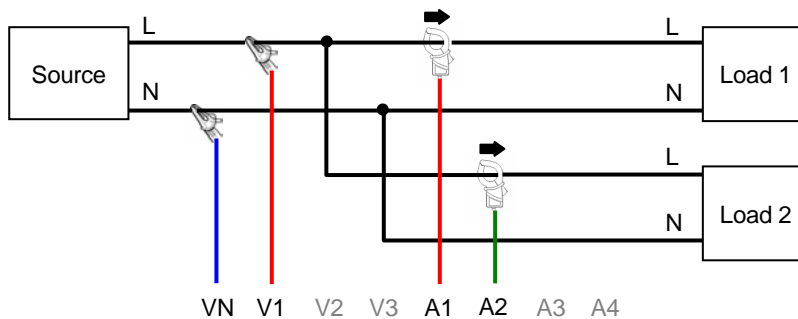 L L
Source Load 1
N N
L
Load 2
N
VN V1 V2 V3 A1 A2 A3 A4